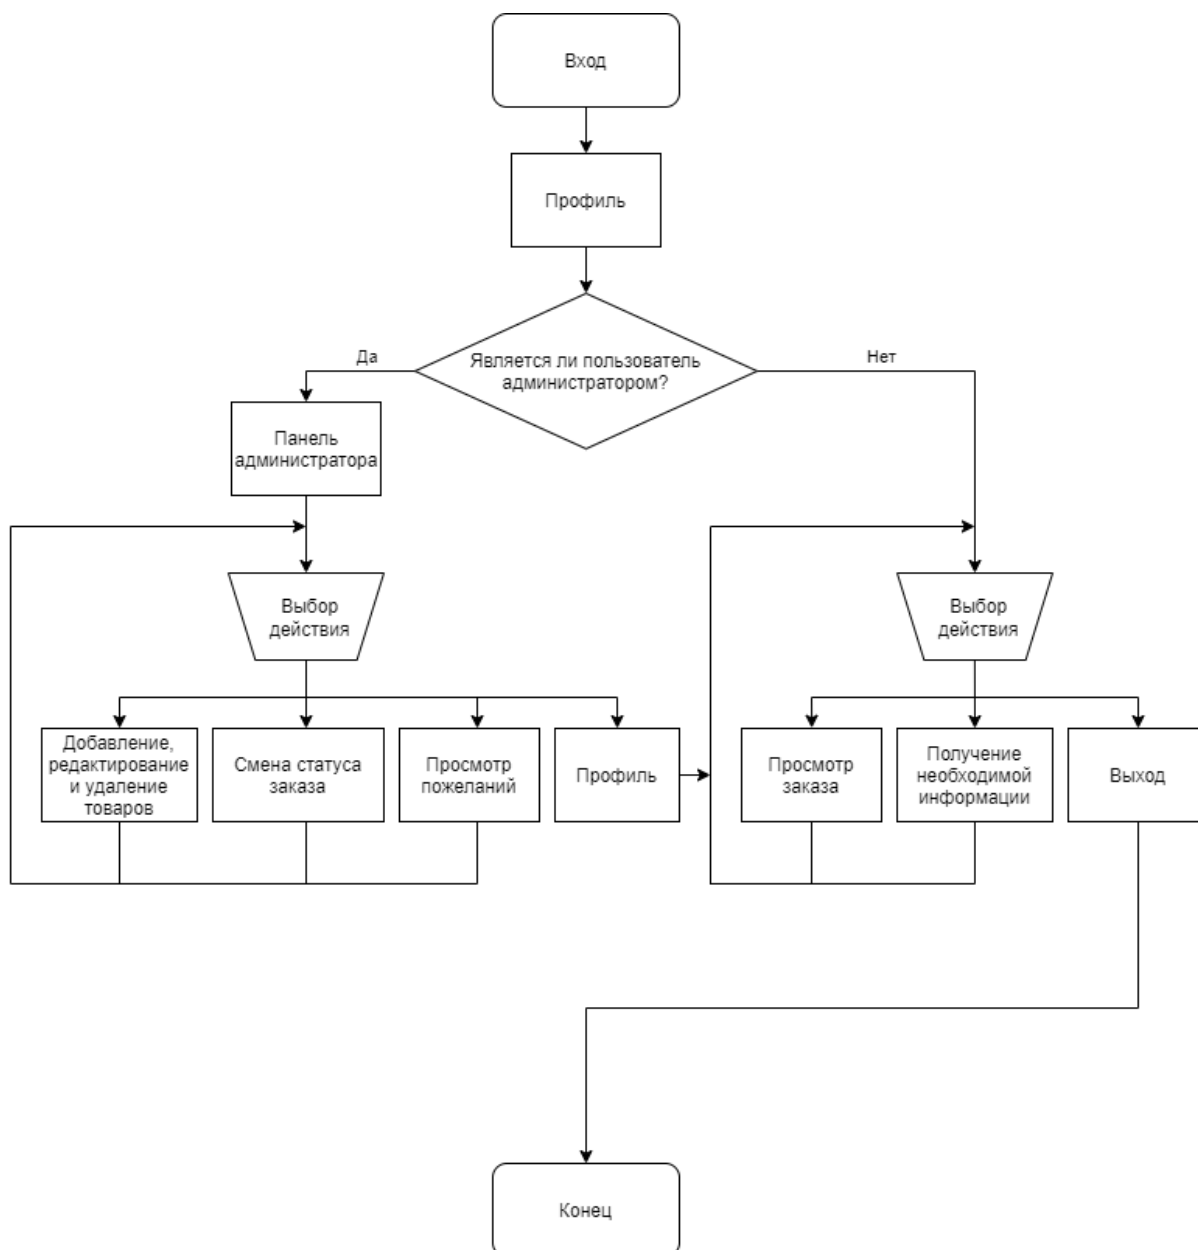 Вход
Профиль
Является ли пользователь
администратором?
Да
Нет
Панель
администратора
Выбор
действия
Выбор
действия
Добавление,
редактирование
и удаление
товаров
Смена статуса
заказа
Просмотр
пожеланий
Профиль
Просмотр
заказа
Получение
необходимой
информации
Выход
Конец